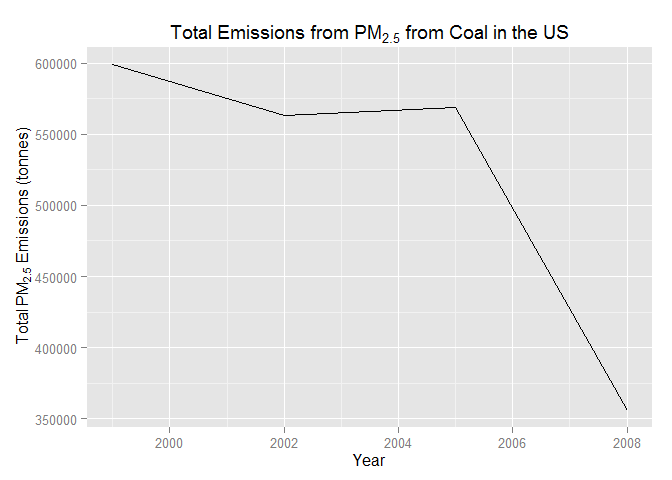 Total Emissions from PM2.5 from Coal in the US
Total PM2.5 Emissions (tonnes)
600000
550000
500000
450000
400000
350000
2000 2002 2004 2006 2008
Year